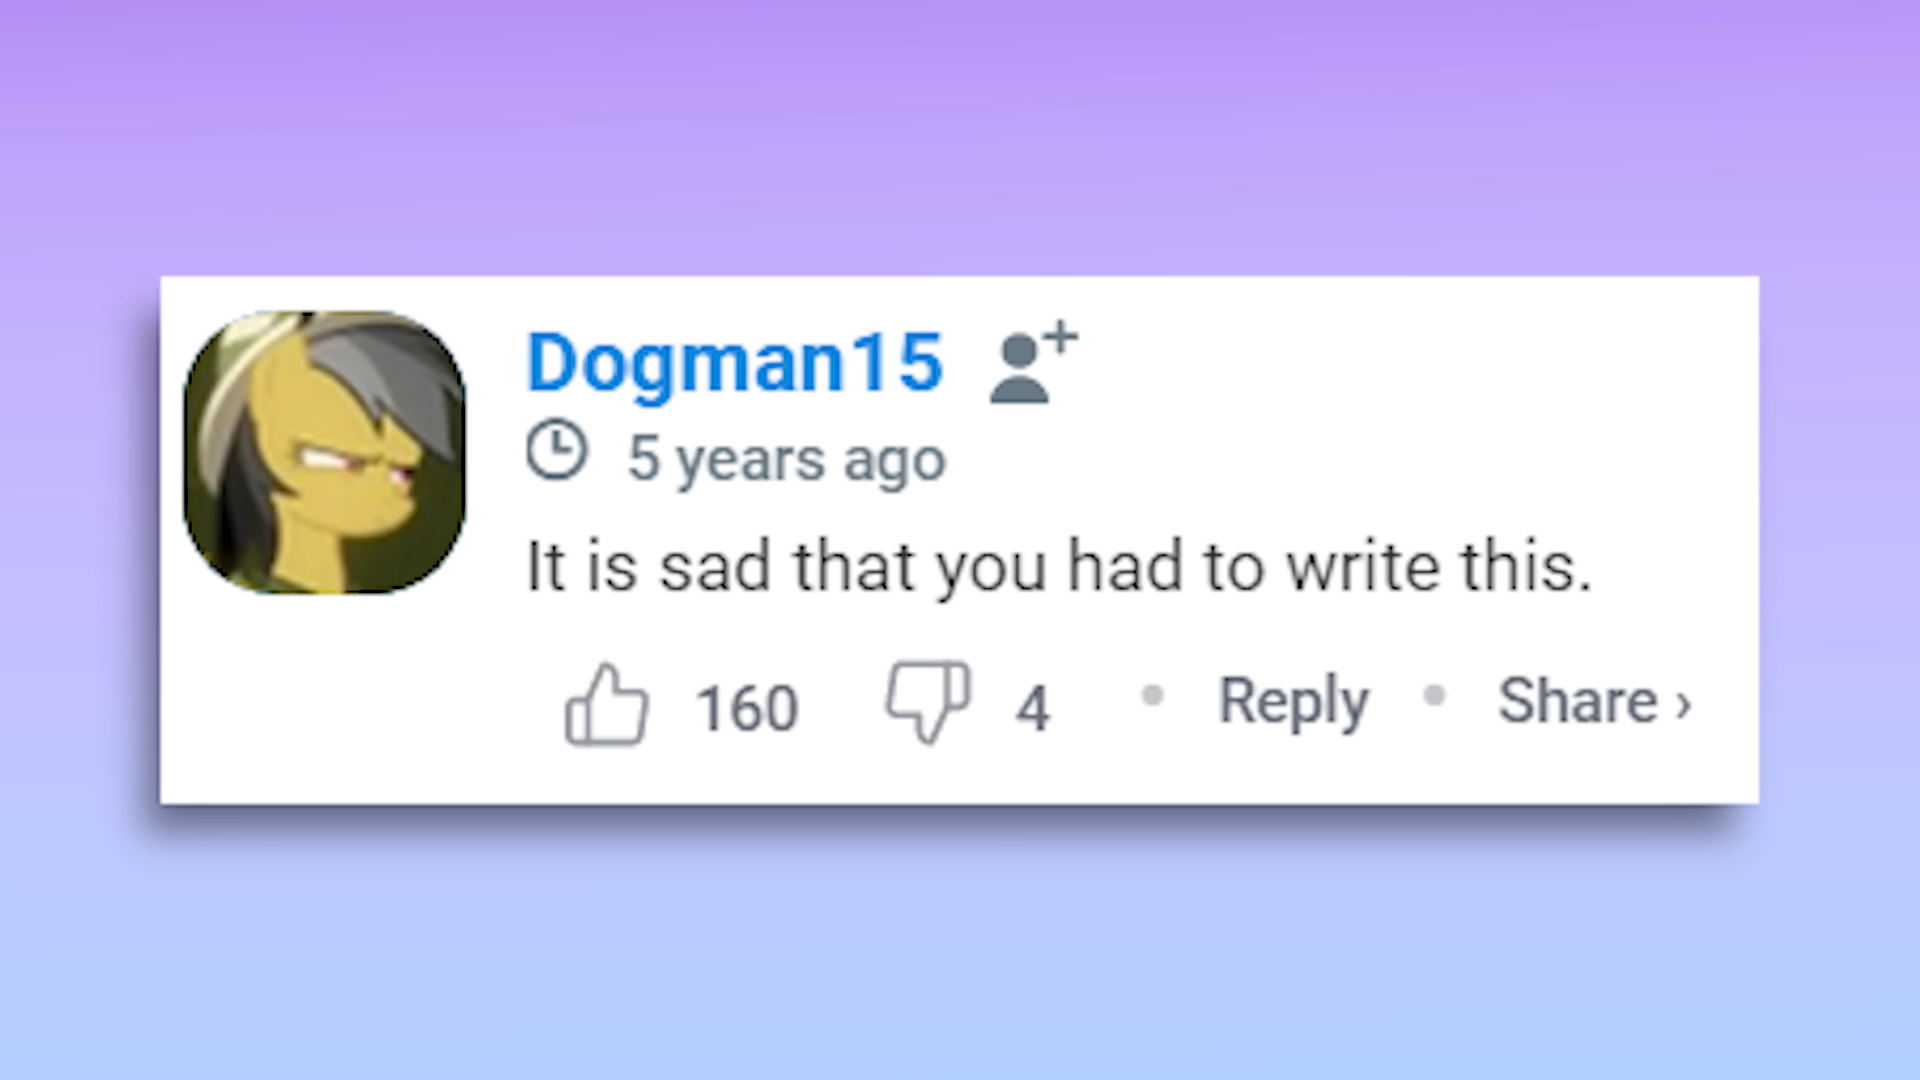 Dogman15
5 years ago
It is sad that you had to write this.
160 4 • Reply • Share ›